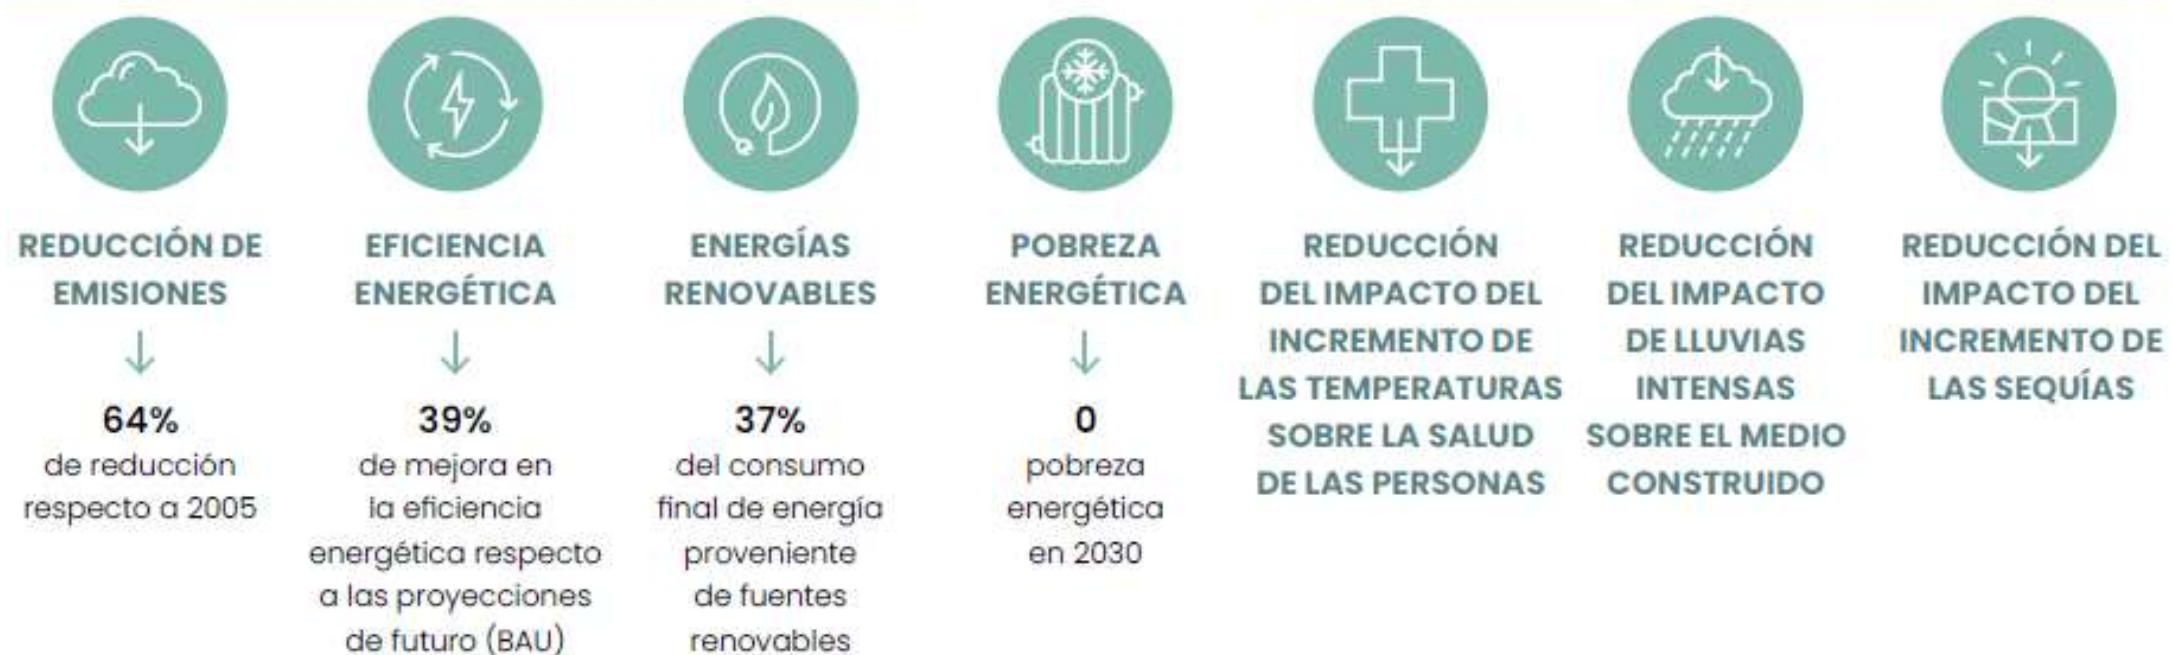 REDUCCIÓN DE
EMISIONES
64%
de reducción
respecto a 2005
EFICIENCIA
ENERGÉTICA
39%
de mejora en
la eficiencia
energética respecto
a las proyecciones
de futuro (BAU)
ENERGÍAS
RENOVABLES
37%
del consumo
final de energía
proveniente
de fuentes
renovables
POBREZA
ENERGÉTICA
0
pobreza
energética
en 2030
REDUCCIÓN
DEL IMPACTO DEL
INCREMENTO DE
LAS TEMPERATURAS
SOBRE LA SALUD
DE LAS PERSONAS
REDUCCIÓN
DEL IMPACTO
DE LLUVIAS
INTENSAS
SOBRE EL MEDIO
CONSTRUIDO
REDUCCIÓN DEL
IMPACTO DEL
INCREMENTO DE
LAS SEQUÍAS